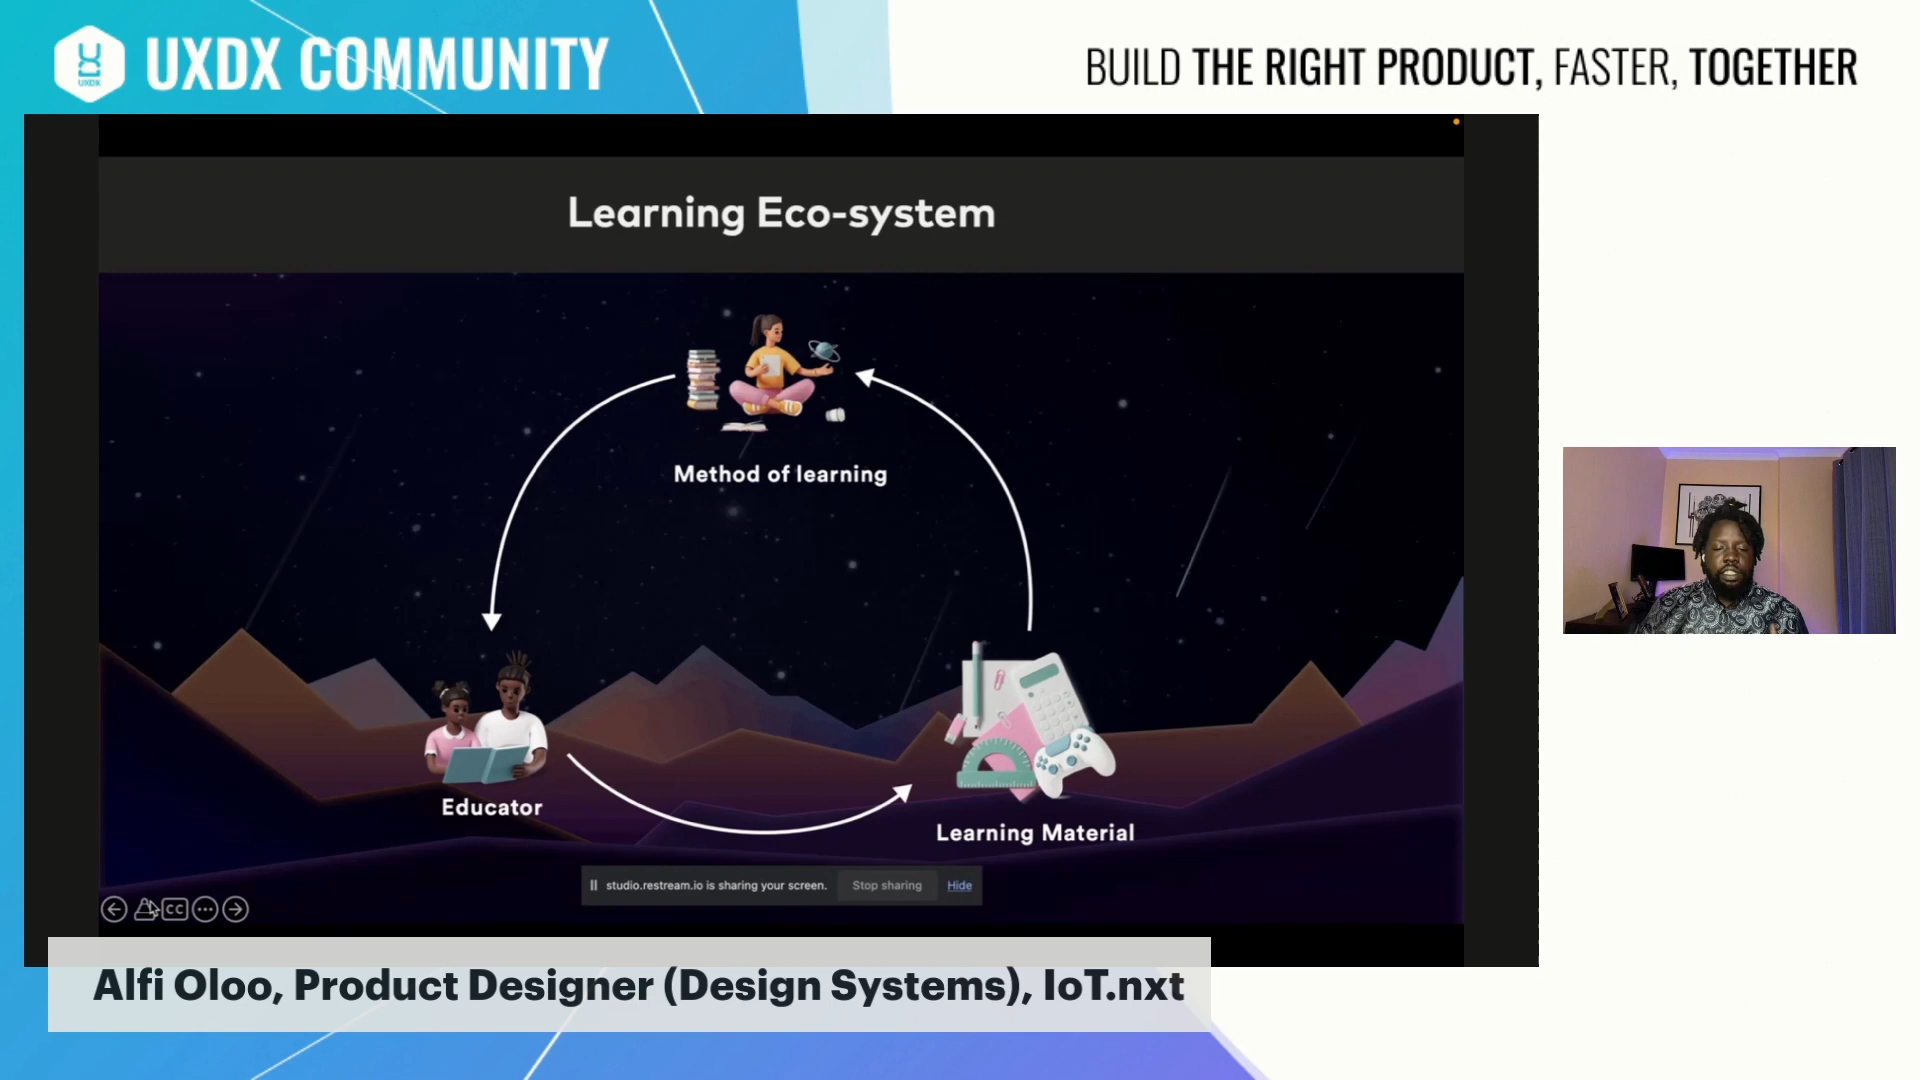 UXDX
UXDX COMMUNITY
BUILD THE RIGHT PRODUCT, FASTER, TOGETHER
Learning Eco-system
Method of learning
Educator
Learning Material
studio.restream.io is sharing your screen. Stop sharing Hide
CC
Alfi Oloo, Product Designer (Design Systems), IoT.nxt